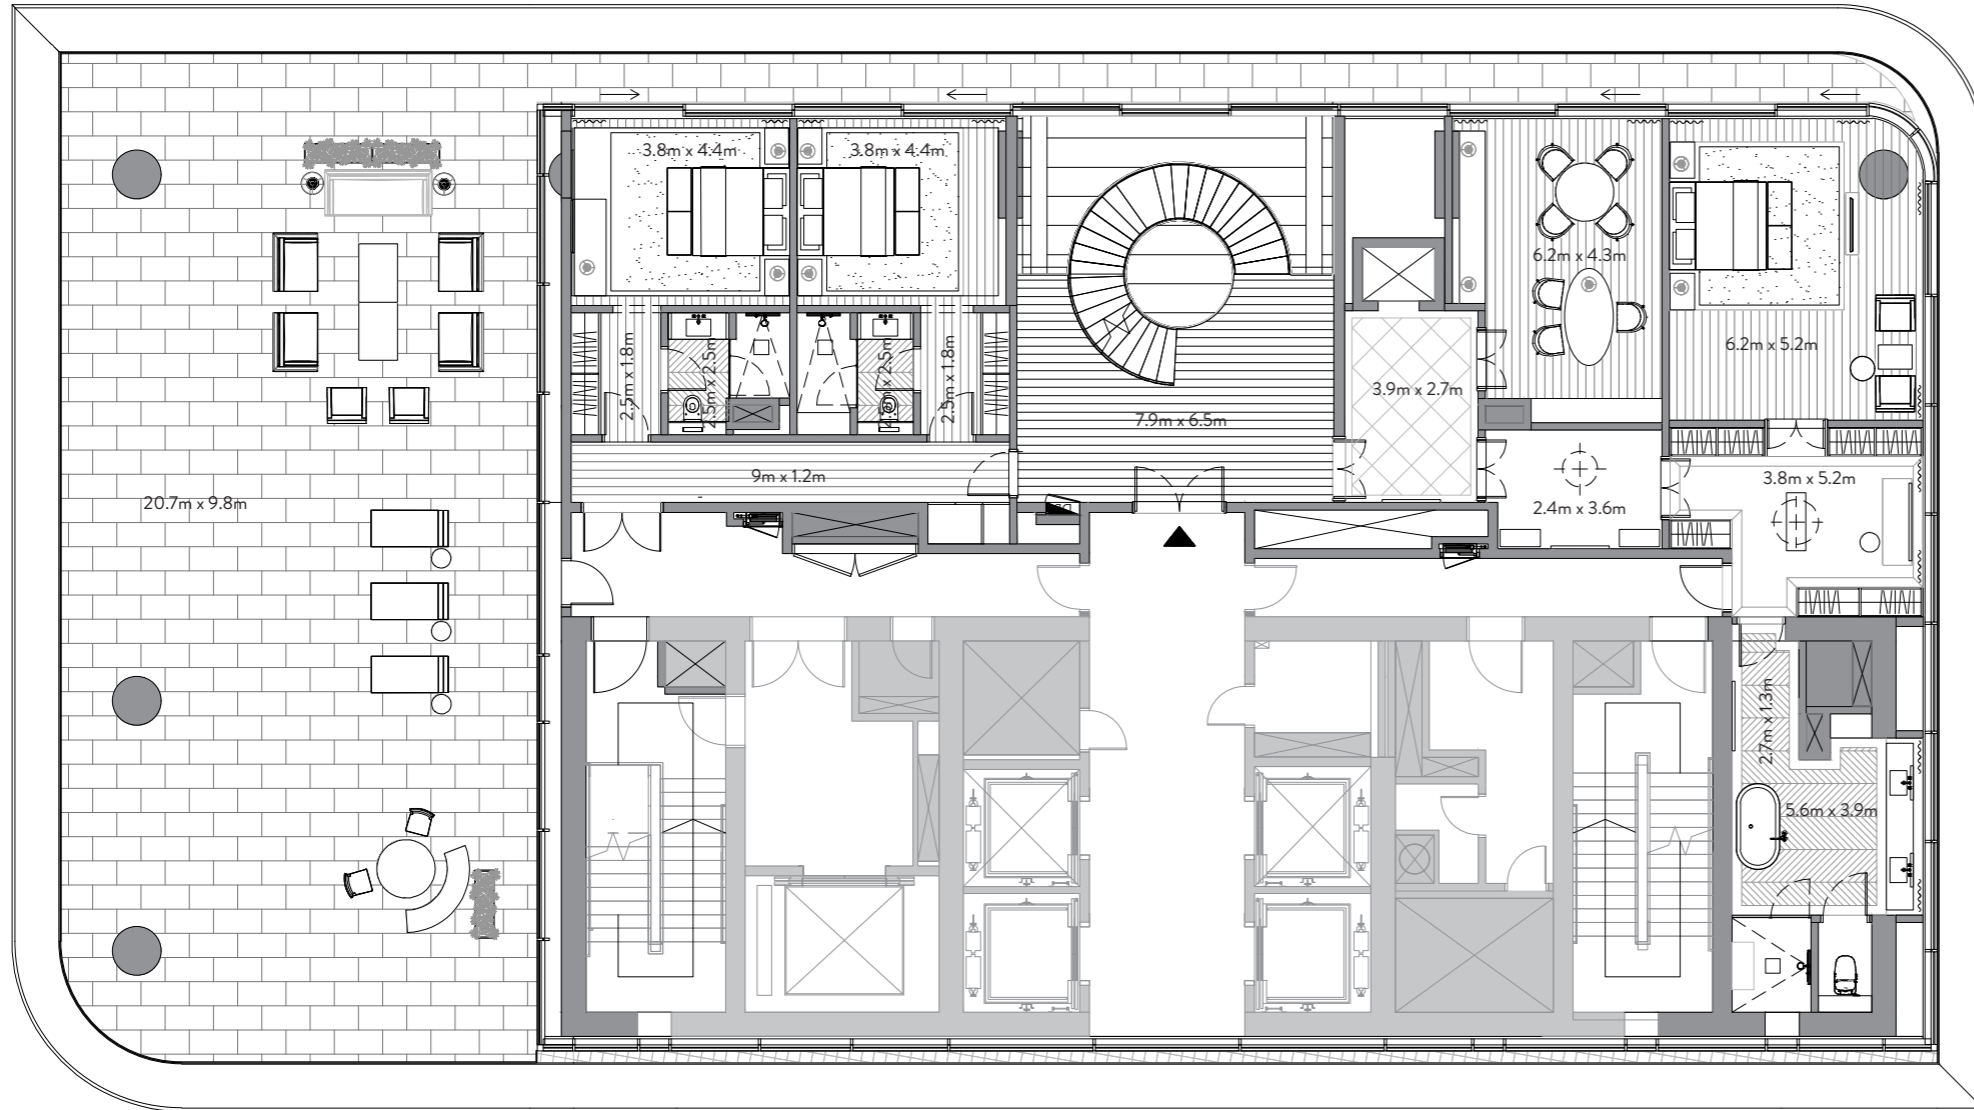 3.8m x 4.4m
3.8m x 4.4m
6.2m x 4.3m
6.2m x 5.2m
2.5m x 1.8m
2.5m x 2.5m
2.5m x 2.5m
2.5m x 1.8m
3.9m x 2.7m
7.9m x 6.5m
9m x 1.2m
3.8m x 5.2m
20.7m x 9.8m
2.4m x 3.6m
2.7m x 1.3m
5.6m x 3.9m